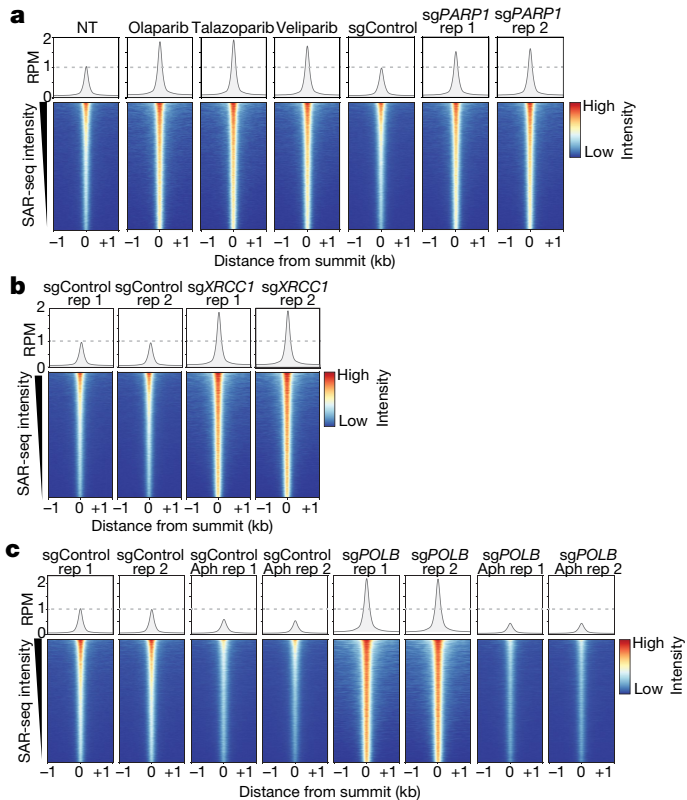 a
NT Olaparib Talazoparib Veliparib sgControl sgPARP1 rep 1 sgPARP1 rep 2
2
1
0
RPM
SAR-seq intensity
High
Low
Intensity
−1 0 +1 −1 0 +1 −1 0 +1 −1 0 +1 −1 0 +1 −1 0 +1 −1 0 +1
Distance from summit (kb)
b
sgControl rep 1 sgControl rep 2 sgXRCC1 rep 1 sgXRCC1 rep 2
2
1
0
RPM
SAR-seq intensity
High
Low
Intensity
−1 0 +1 −1 0 +1 −1 0 +1 −1 0 +1
Distance from summit (kb)
c
sgControl rep 1 sgControl rep 2 sgControl Aph rep 1 sgControl Aph rep 2 sgPOLB rep 1 sgPOLB rep 2 sgPOLB Aph rep 1 sgPOLB Aph rep 2
2
1
0
RPM
SAR-seq intensity
High
Low
Intensity
−1 0 +1 −1 0 +1 −1 0 +1 −1 0 +1 −1 0 +1 −1 0 +1 −1 0 +1 −1 0 +1
Distance from summit (kb)